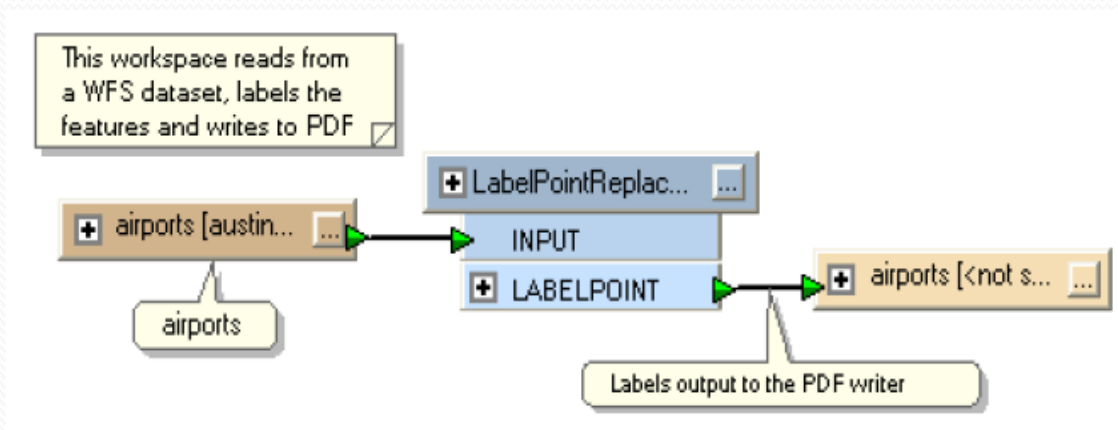 This workspace reads from
a WFS dataset, labels the
features and writes to PDF
LabelPointReplac... ...
airports [austin... ...
INPUT
LABELPOINT
airports [<not s... ...
airports
Labels output to the PDF writer